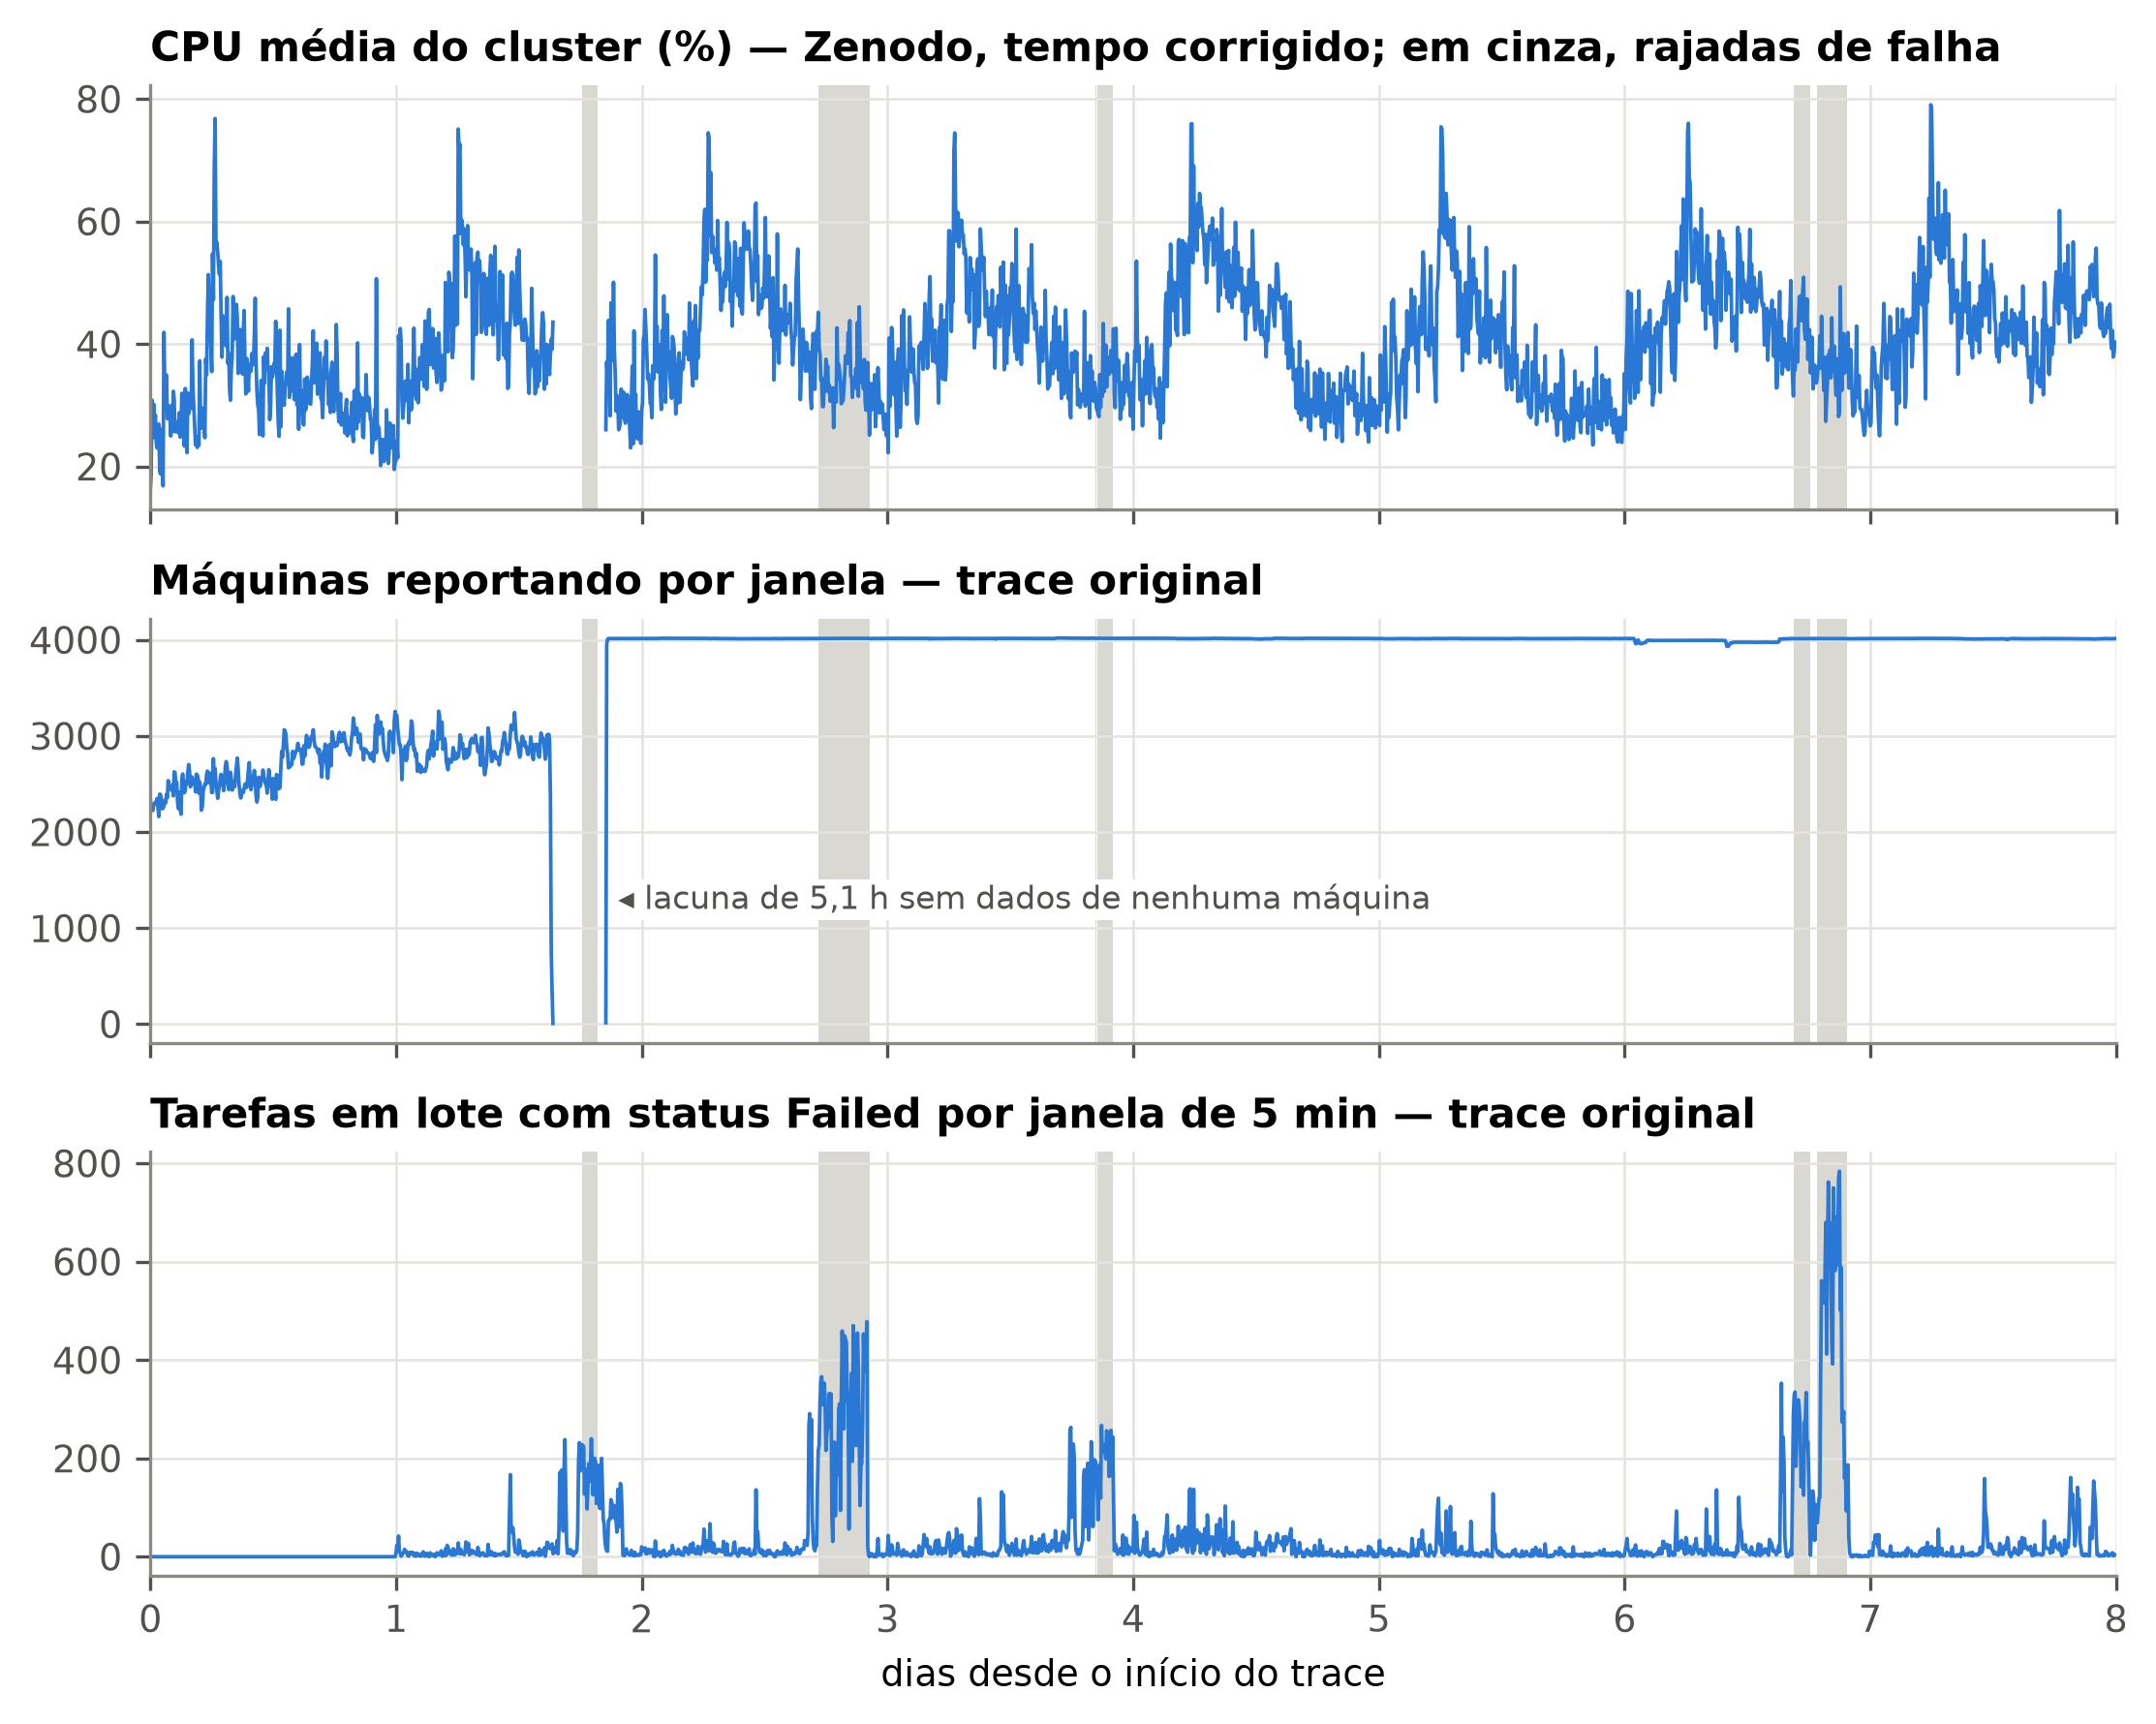 CPU média do cluster (%) — Zenodo, tempo corrigido; em cinza, rajadas de falha
80
60
40
20
Máquinas reportando por janela — trace original
4000
3000
2000
1000
0
◄ lacuna de 5,1 h sem dados de nenhuma máquina
Tarefas em lote com status Failed por janela de 5 min — trace original
800
600
400
200
0
0 1 2 3 4 5 6 7 8
dias desde o início do trace